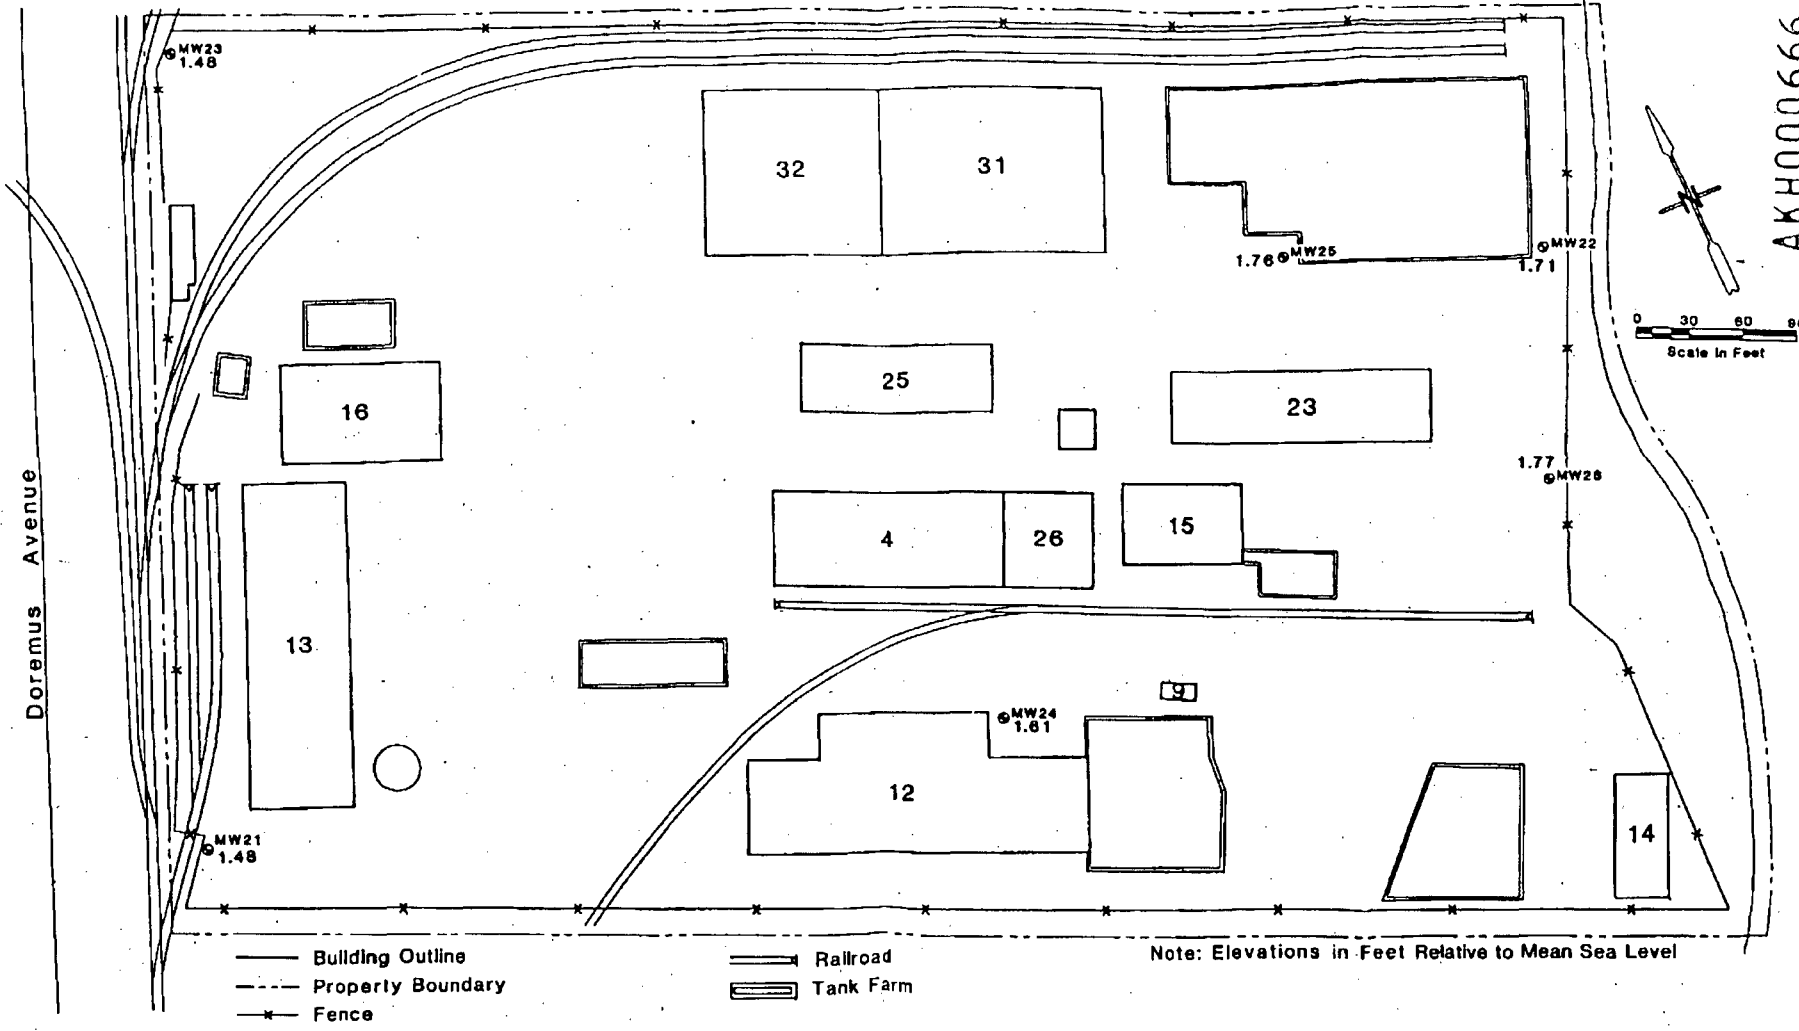 MW23
1.48
AKH000666
32
31
1.76
MW25
MW22
1.71
N
0 30 60 90
Scale in Feet
16
25
23
1.77
MW26
Doremus Avenue
4
26
15
13
9
MW24
1.61
12
14
MW21
1.48
Building Outline
Property Boundary
Fence
Railroad
Tank Farm
Note: Elevations in Feet Relative to Mean Sea Level